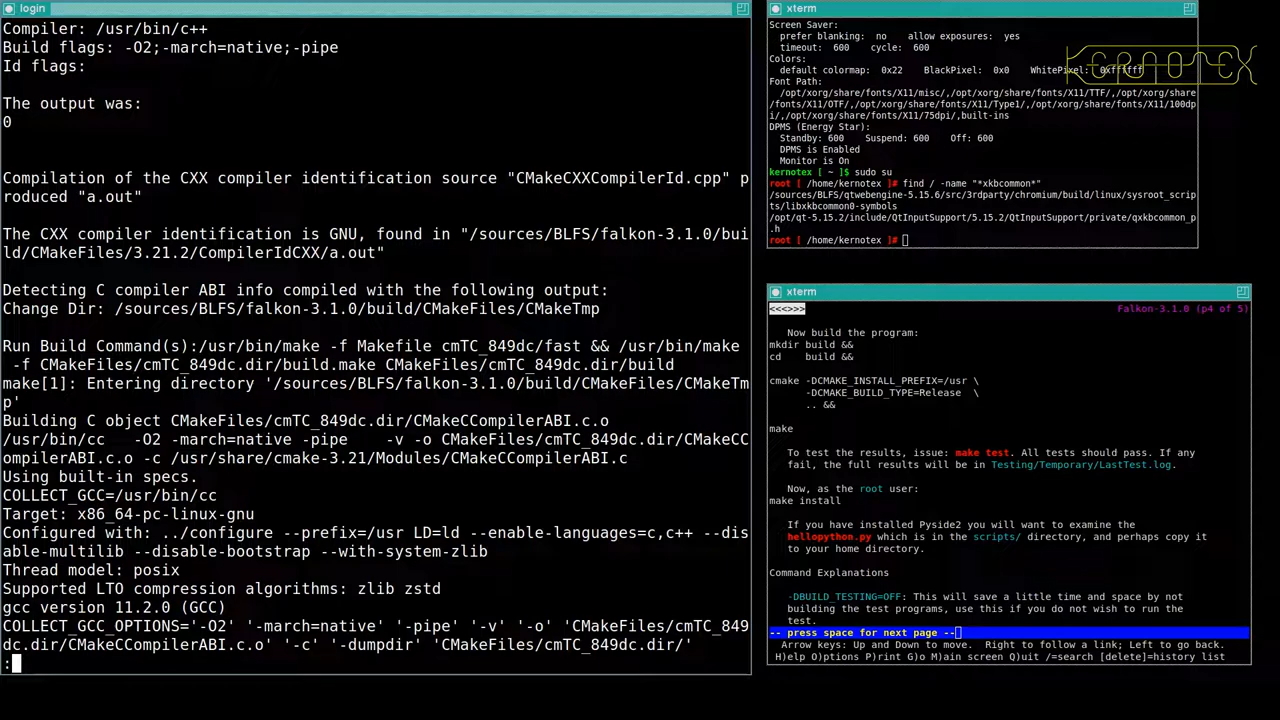 login
Compiler: /usr/bin/c++
Build flags: -O2;-march=native;-pipe
Id flags:
The output was:
0
Compilation of the CXX compiler identification source "CMakeCXXCompilerId.cpp" p
roduced "a.out"
The CXX compiler identification is GNU, found in "/sources/BLFS/falkon-3.1.0/bui
ld/CMakeFiles/3.21.2/CompilerIdCXX/a.out"
Detecting C compiler ABI info compiled with the following output:
Change Dir: /sources/BLFS/falkon-3.1.0/build/CMakeFiles/CMakeTmp
Run Build Command(s):/usr/bin/make -f Makefile cmTC_849dc/fast && /usr/bin/make
-f CMakeFiles/cmTC_849dc.dir/build.make CMakeFiles/cmTC_849dc.dir/build
make[1]: Entering directory '/sources/BLFS/falkon-3.1.0/build/CMakeFiles/CMakeTm
p'
Building C object CMakeFiles/cmTC_849dc.dir/CMakeCCompilerABI.c.o
/usr/bin/cc   -O2 -march=native -pipe    -v -o CMakeFiles/cmTC_849dc.dir/CMakeCC
ompilerABI.c.o -c /usr/share/cmake-3.21/Modules/CMakeCCompilerABI.c
Using built-in specs.
COLLECT_GCC=/usr/bin/cc
Target: x86_64-pc-linux-gnu
Configured with: ../configure --prefix=/usr LD=ld --enable-languages=c,c++ --dis
able-multilib --disable-bootstrap --with-system-zlib
Thread model: posix
Supported LTO compression algorithms: zlib zstd
gcc version 11.2.0 (GCC)
COLLECT_GCC_OPTIONS='-O2' '-march=native' '-pipe' '-v' '-o' 'CMakeFiles/cmTC_849
dc.dir/CMakeCCompilerABI.c.o' '-c' '-dumpdir' 'CMakeFiles/cmTC_849dc.dir/'
:
xterm
Screen Saver:
prefer blanking:  no    allow exposures:  yes
timeout:  600    cycle:  600
Colors:
default colormap:  0x22    BlackPixel:  0x0    WhitePixel:  0xffffff
KERNOTEX
Font Path:
/opt/xorg/share/fonts/X11/misc/,/opt/xorg/share/fonts/X11/TTF/,/opt/xorg/share
/fonts/X11/OTF/,/opt/xorg/share/fonts/X11/Type1/,/opt/xorg/share/fonts/X11/100dp
i/,/opt/xorg/share/fonts/X11/75dpi/,built-ins
DPMS (Energy Star):
Standby: 600    Suspend: 600    Off: 600
DPMS is Enabled
Monitor is On
kernotex [ ~ ]$ sudo su
root [ /home/kernotex ]# find / -name "*xkbcommon*"
/sources/BLFS/qtwebengine-5.15.6/src/3rdparty/chromium/build/linux/sysroot_scrip
ts/libxkbcommon0-symbols
/opt/qt-5.15.2/include/QtInputSupport/5.15.2/QtInputSupport/private/qxkbcommon_p
.h
root [ /home/kernotex ]#
xterm
<<<>>> Falkon-3.1.0 (p4 of 5)
Now build the program:
mkdir build &&
cd    build &&
cmake -DCMAKE_INSTALL_PREFIX=/usr \
-DCMAKE_BUILD_TYPE=Release  \
.. &&
make
To test the results, issue: make test. All tests should pass. If any
fail, the full results will be in Testing/Temporary/LastTest.log.
Now, as the root user:
make install
If you have installed Pyside2 you will want to examine the
hellopython.py which is in the scripts/ directory, and perhaps copy it
to your home directory.
Command Explanations
-DBUILD_TESTING=OFF: This will save a little time and space by not
building the test programs, use this if you do not wish to run the
test.
-- press space for next page --
Arrow keys: Up and Down to move.  Right to follow a link; Left to go back.
H)elp O)ptions P)rint G)o M)ain screen Q)uit /=search [delete]=history list